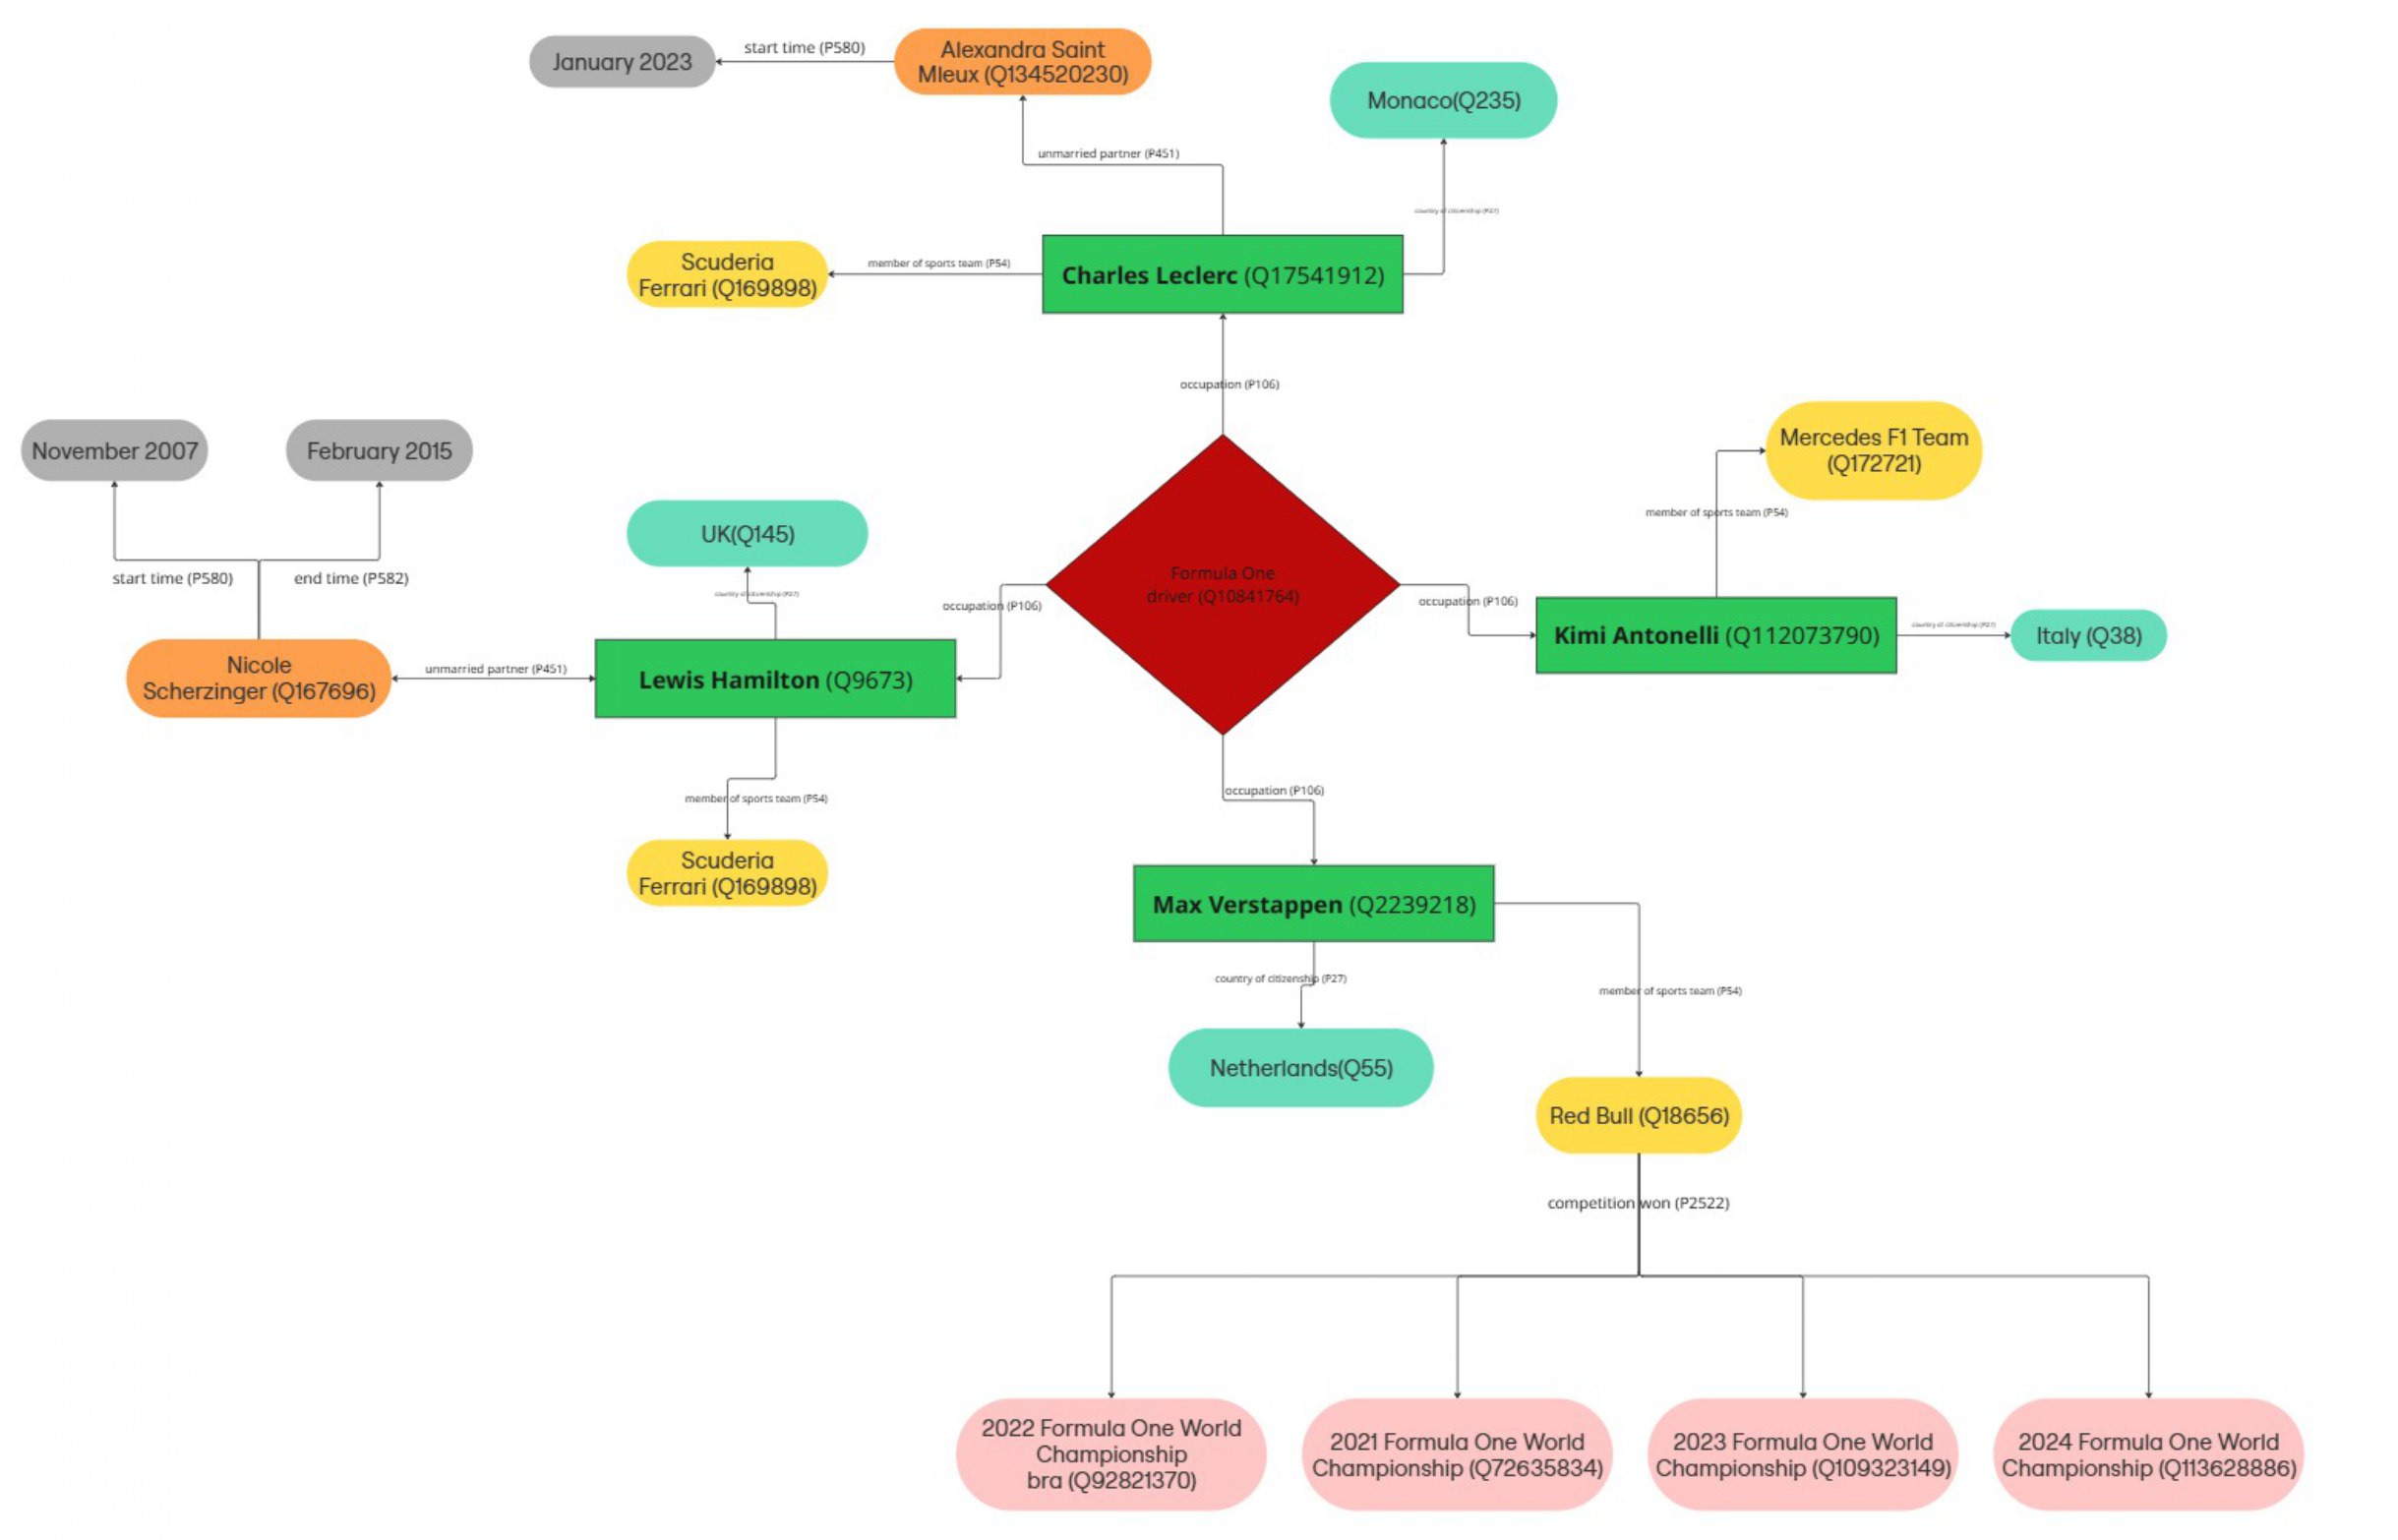 January 2023
start time (P580)
Alexandra Saint
Mleux (Q134520230)
Monaco(Q235)
unmarried partner (P451)
country of citizenship (P27)
Scuderia
Ferrari (Q169898)
member of sports team (P54)
Charles Leclerc (Q17541912)
occupation (P106)
November 2007
February 2015
Mercedes F1 Team
(Q172721)
member of sports team (P54)
UK(Q145)
start time (P580)
end time (P582)
country of citizenship (P27)
occupation (P106)
Formula One
driver (Q10841764)
occupation (P106)
Kimi Antonelli (Q112073790)
country of citizenship (P27)
Italy (Q38)
Nicole
Scherzinger (Q167696)
unmarried partner (P451)
Lewis Hamilton (Q9673)
member of sports team (P54)
Scuderia
Ferrari (Q169898)
occupation (P106)
Max Verstappen (Q2239218)
country of citizenship (P27)
member of sports team (P54)
Netherlands(Q55)
Red Bull (Q18656)
competition won (P2522)
2022 Formula One World
Championship
bra (Q92821370)
2021 Formula One World
Championship (Q72635834)
2023 Formula One World
Championship (Q109323149)
2024 Formula One World
Championship (Q113628886)